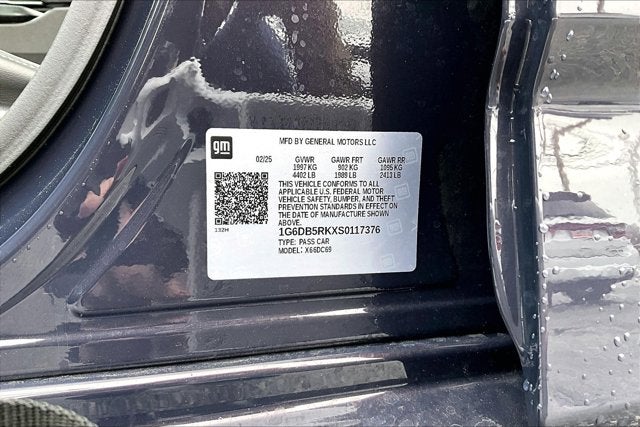 gm
MFD BY GENERAL MOTORS LLC
02/25 GVWR GAWR FRT GAWR RR
1997 KG 902 KG 1095 KG
4402 LB 1989 LB 2413 LB
THIS VEHICLE CONFORMS TO ALL
APPLICABLE U.S. FEDERAL MOTOR
VEHICLE SAFETY, BUMPER, AND THEFT
PREVENTION STANDARDS IN EFFECT ON
THE DATE OF MANUFACTURE SHOWN
ABOVE.
132H
1G6DB5RKXS0117376
TYPE: PASS CAR
MODEL: X66DC69